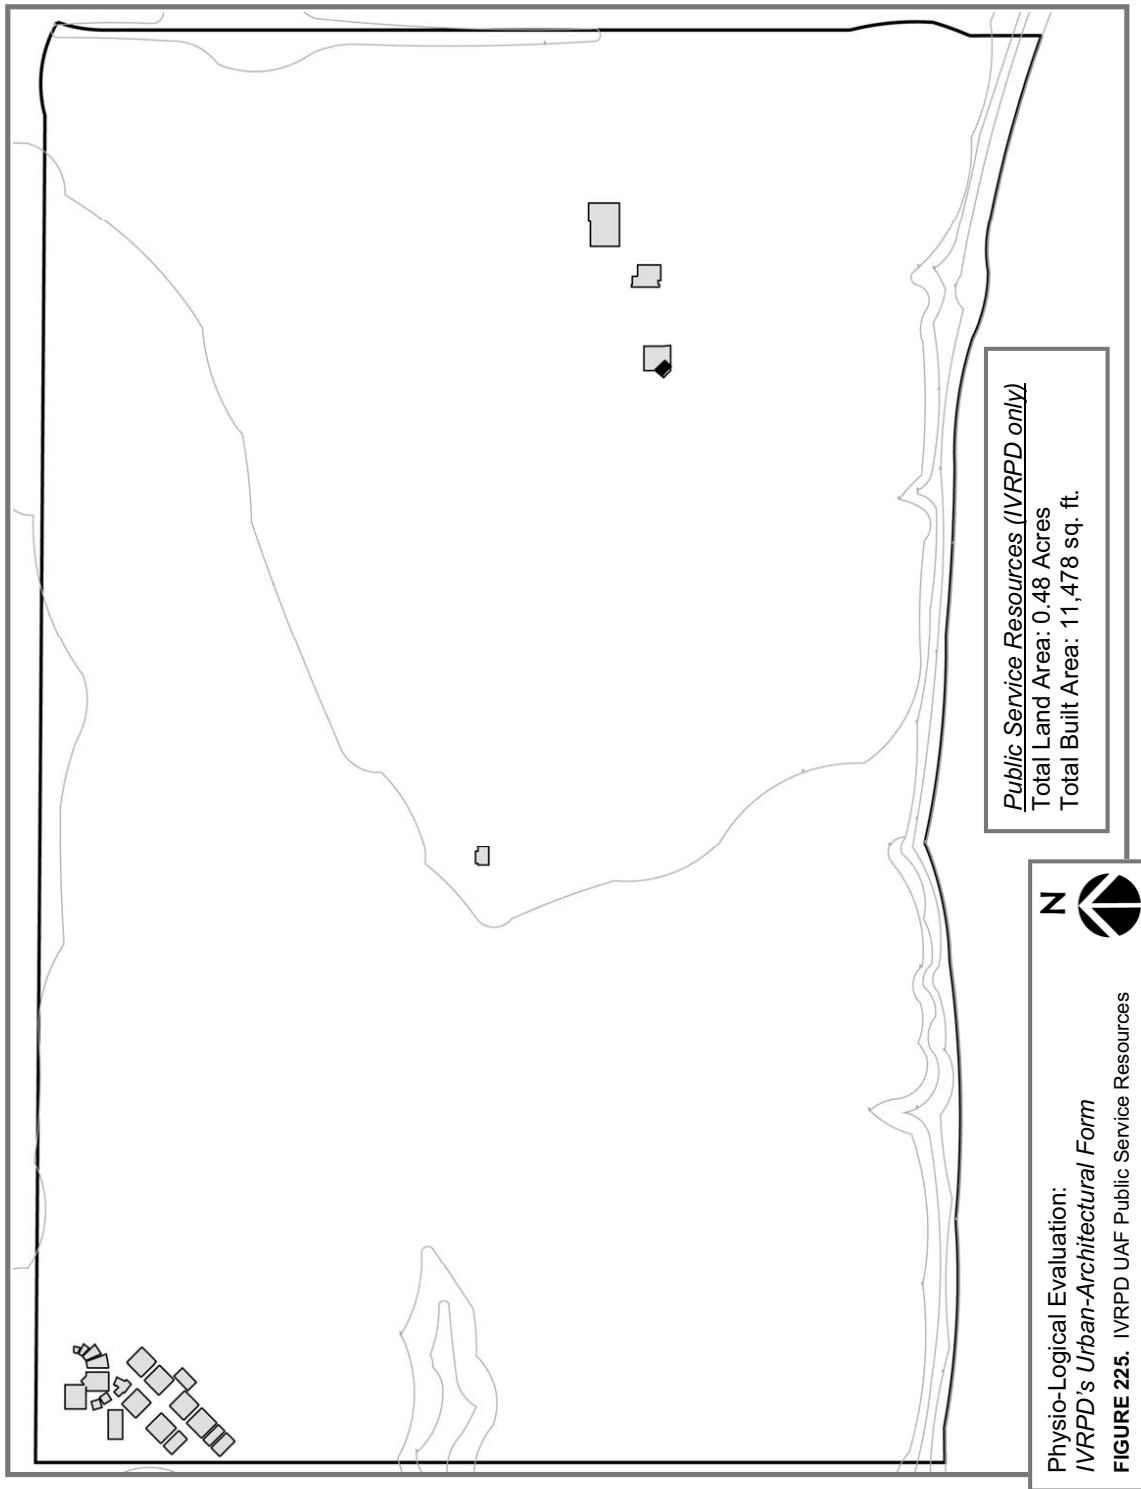 Public Service Resources (IVRPD only)
Total Land Area: 0.48 Acres
Total Built Area: 11,478 sq. ft.
N
Physio-Logical Evaluation:
IVRPD's Urban-Architectural Form
FIGURE 225. IVRPD UAF Public Service Resources